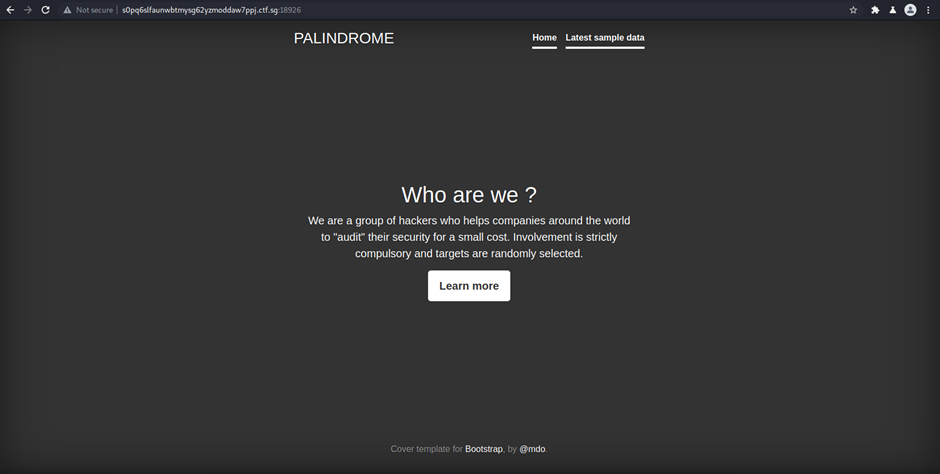 Not secure | s0pq6slfaunwbtmysg62yzmoddaw7ppj.ctf.sg:18926
PALINDROME
Home Latest sample data
Who are we ?
We are a group of hackers who helps companies around the world
to "audit" their security for a small cost. Involvement is strictly
compulsory and targets are randomly selected.
Learn more
Cover template for Bootstrap, by @mdo.